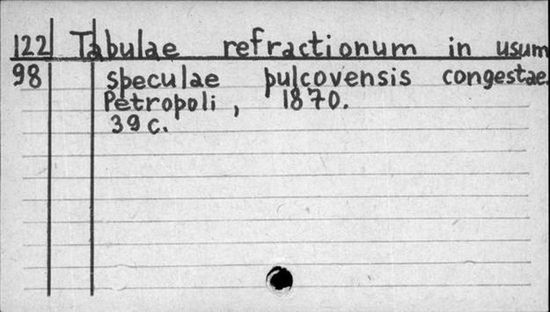 122 Tabulae refractionum in usum
98 speculae pulcovensis congestae.
Petropoli, 1870.
39 c.